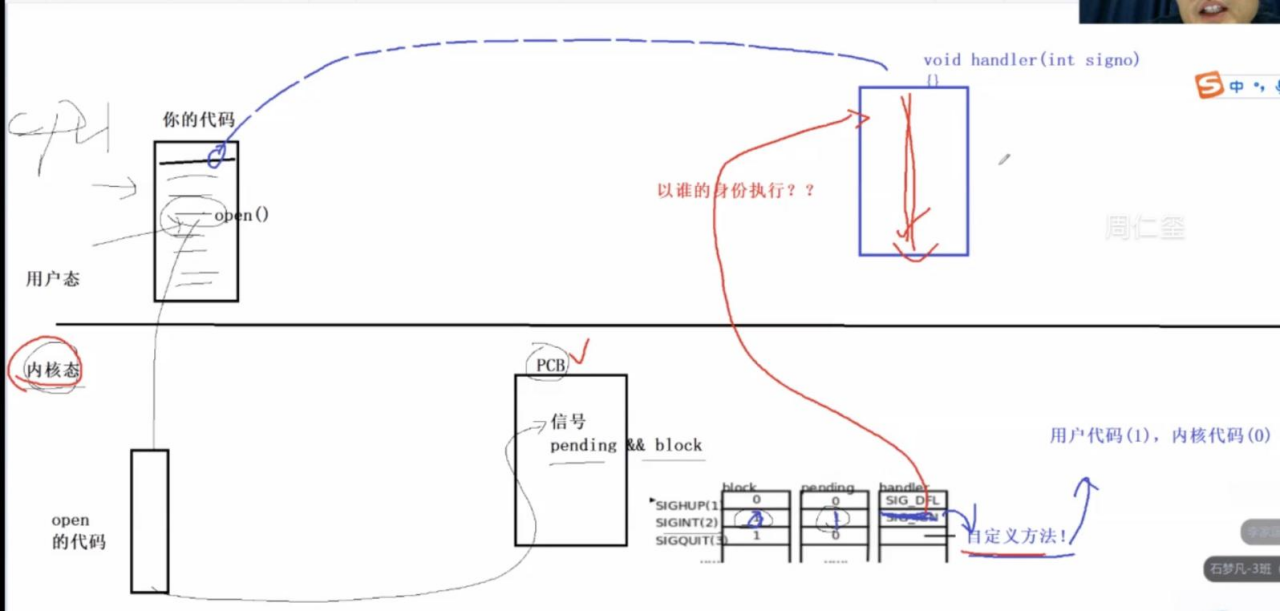 void handler(int signo)
{}
中
你的代码
CPU
以谁的身份执行？？
open()
周仁玺
用户态
内核态
PCB
信号
pending && block
用户代码(1)，内核代码(0)
block
pending
handler
SIGHUP(1)
0
0
SIG_DFL
SIGINT(2)
1
SIGQUIT(3)
1
0
自定义方法！
open
的代码
石梦凡-3班